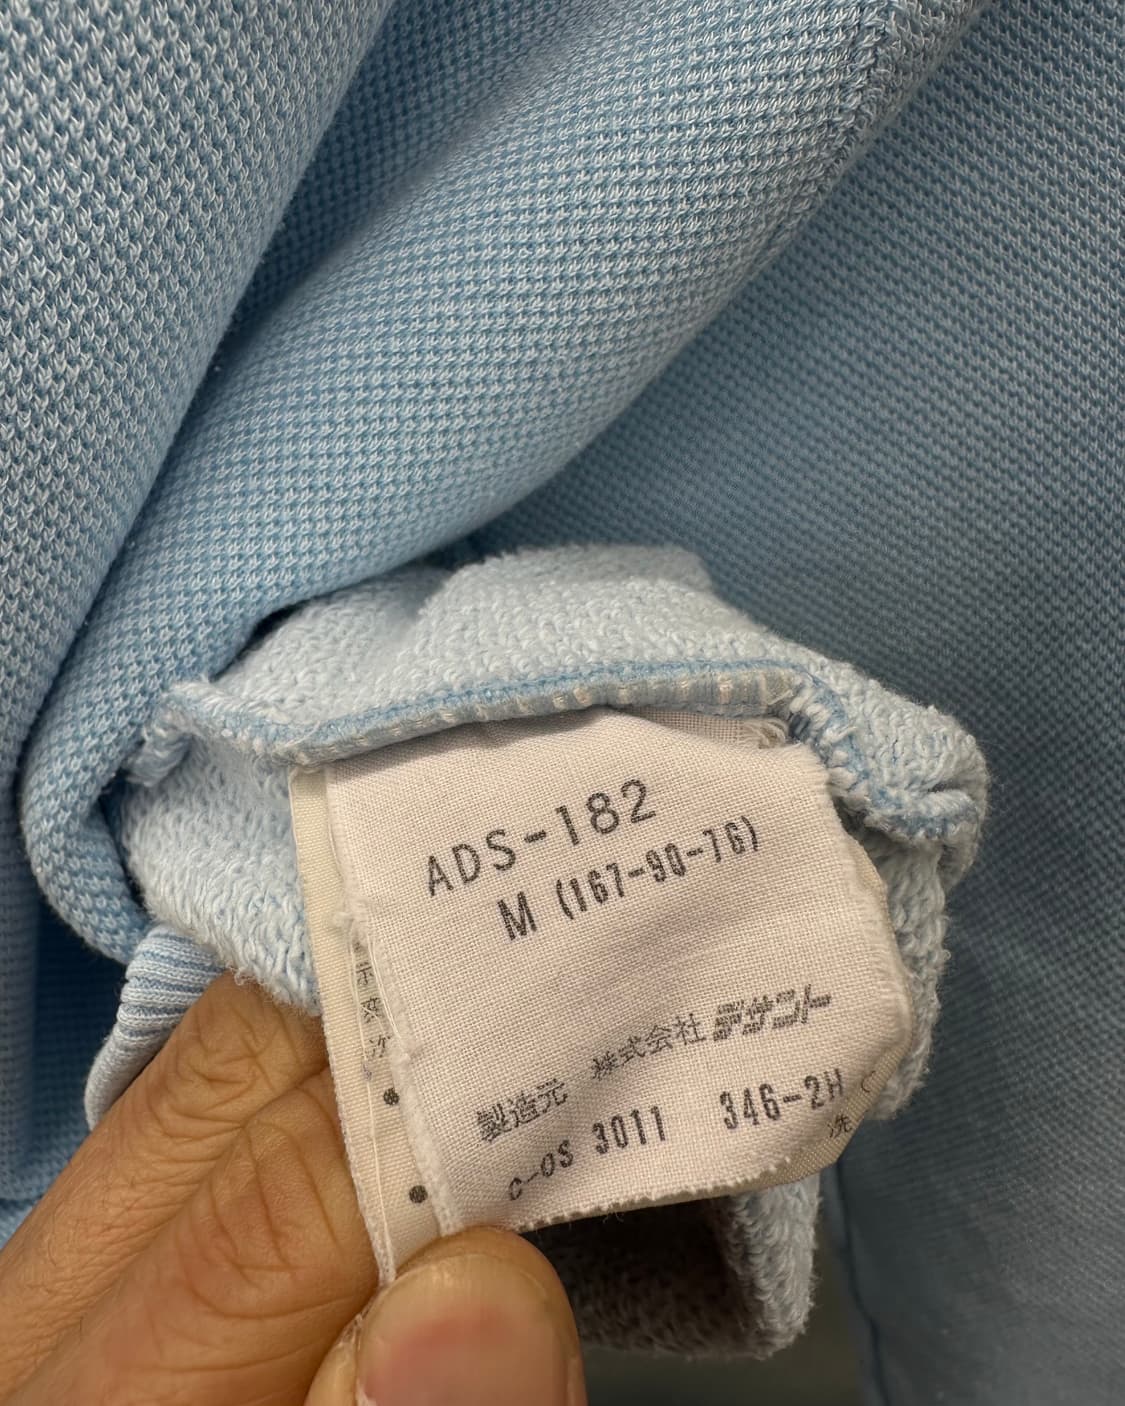 ADS-182
M (167-90-76)
製造元 株式会社デサント
C-OS 3011 346-2H
洗